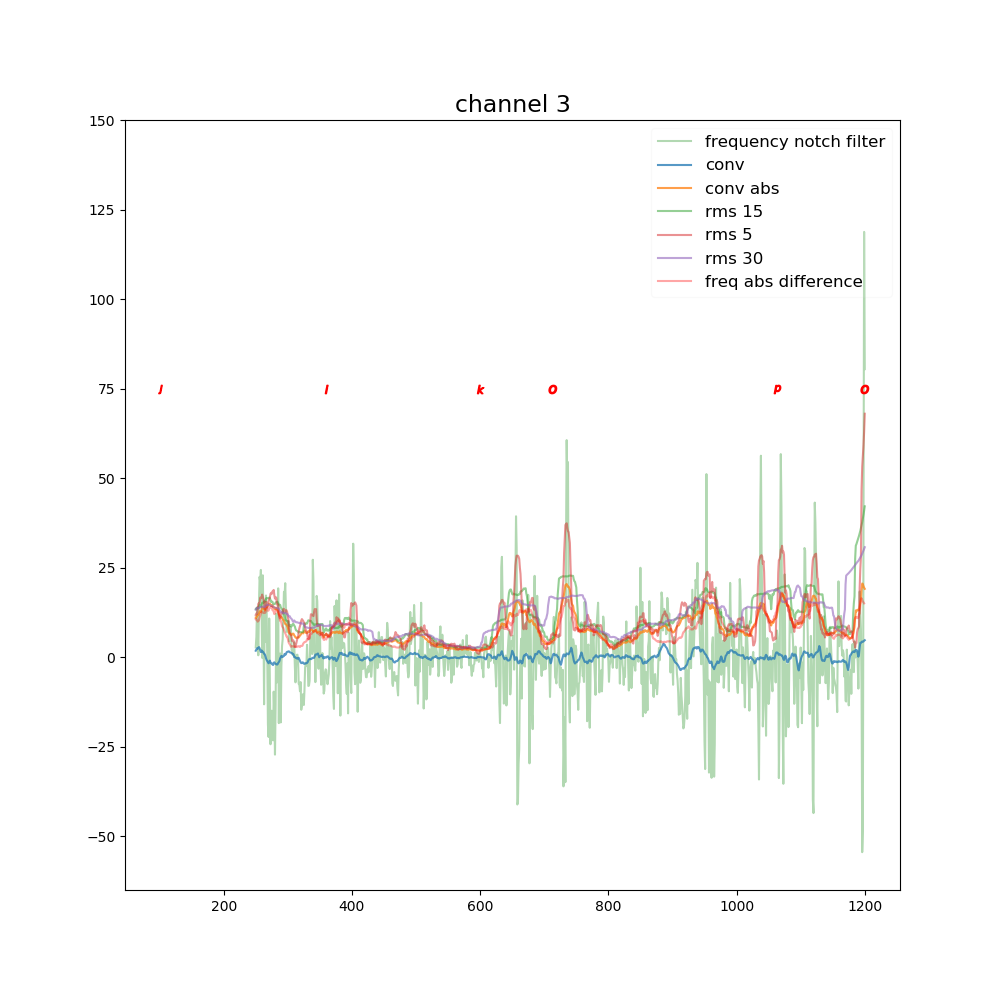 channel 3
150
125
100
75
50
25
0
−25
−50
frequency notch filter
conv
conv abs
rms 15
rms 5
rms 30
freq abs difference
j l k o p o
200 400 600 800 1000 1200